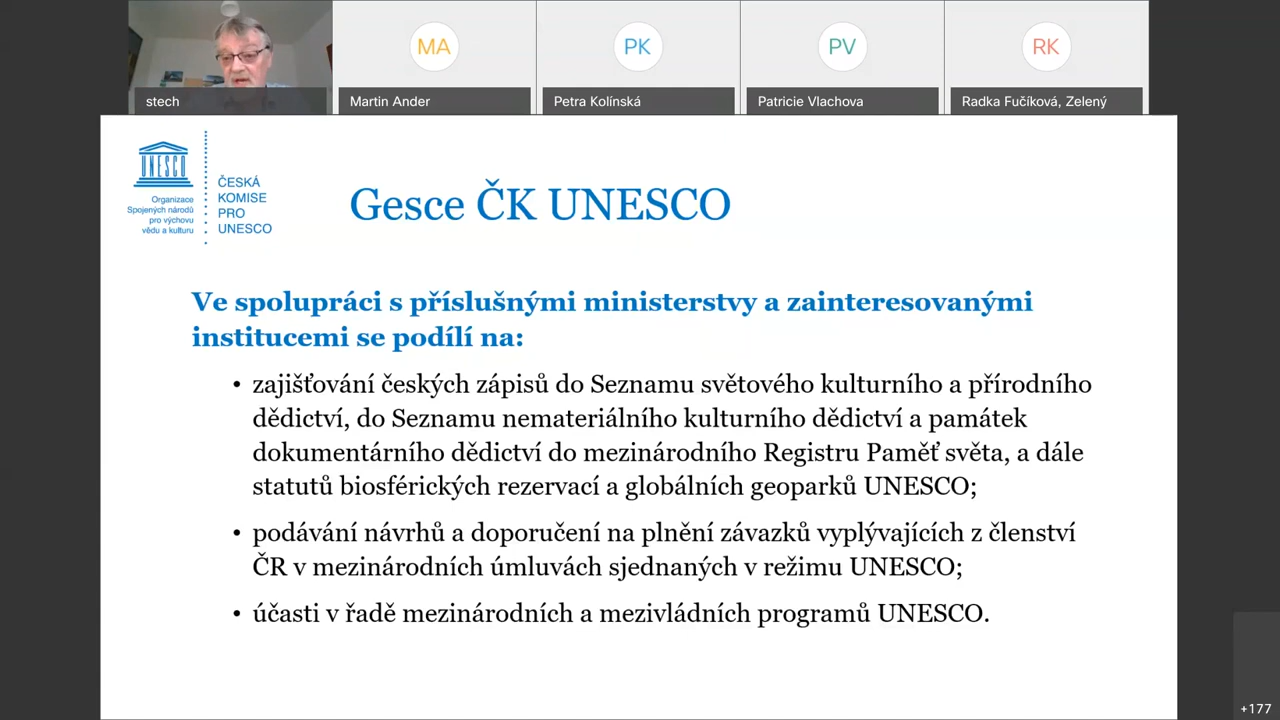 MA
PK
PV
RK
stech
Martin Ander
Petra Kolínská
Patricie Vlachova
Radka Fučíková, Zelený
UNESCO
Organizace
Spojených národů
pro výchovu
vědu a kulturu
ČESKÁ
KOMISE
PRO
UNESCO
Gesce ČK UNESCO
Ve spolupráci s příslušnými ministerstvy a zainteresovanými
institucemi se podílí na:
• zajišťování českých zápisů do Seznamu světového kulturního a přírodního
dědictví, do Seznamu nemateriálního kulturního dědictví a památek
dokumentárního dědictví do mezinárodního Registru Paměť světa, a dále
statutů biosférických rezervací a globálních geoparků UNESCO;
• podávání návrhů a doporučení na plnění závazků vyplývajících z členství
ČR v mezinárodních úmluvách sjednaných v režimu UNESCO;
• účasti v řadě mezinárodních a mezivládních programů UNESCO.
+177